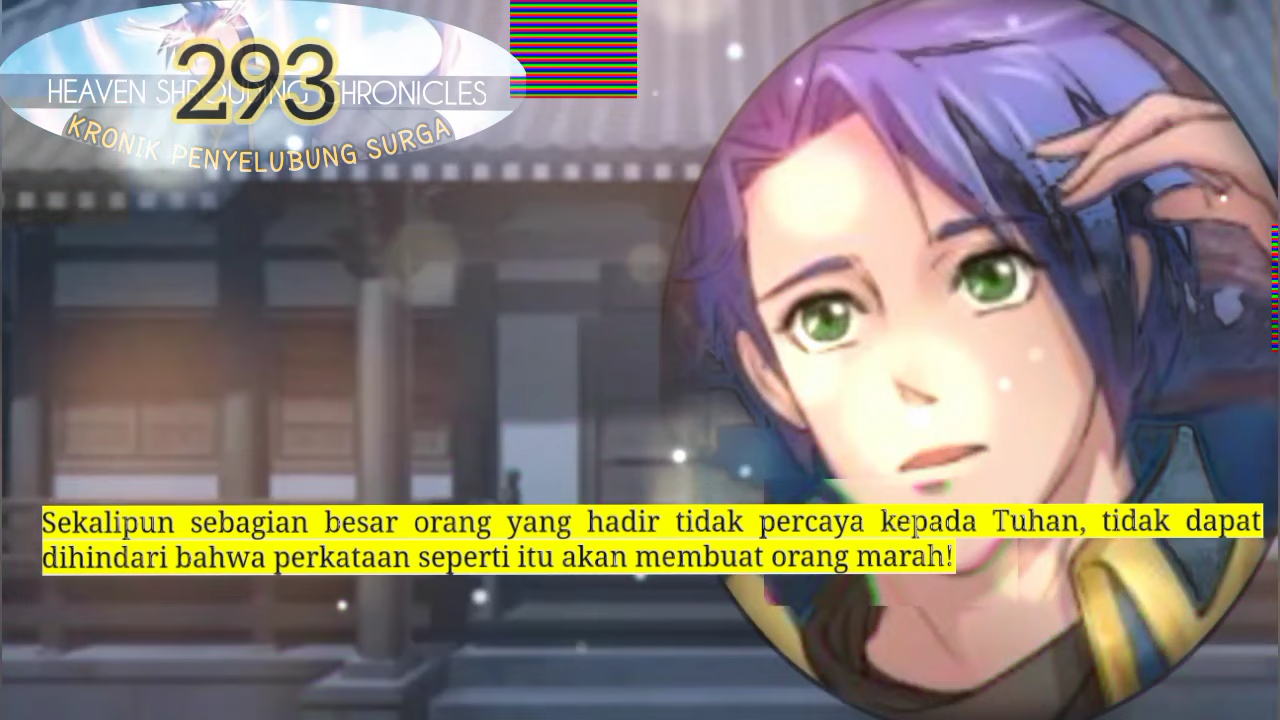 293
HEAVEN SHROUDING CHRONICLES
KRONIK PENYELUBUNG SURGA
Sekalipun sebagian besar orang yang hadir tidak percaya kepada Tuhan, tidak dapat
dihindari bahwa perkataan seperti itu akan membuat orang marah!